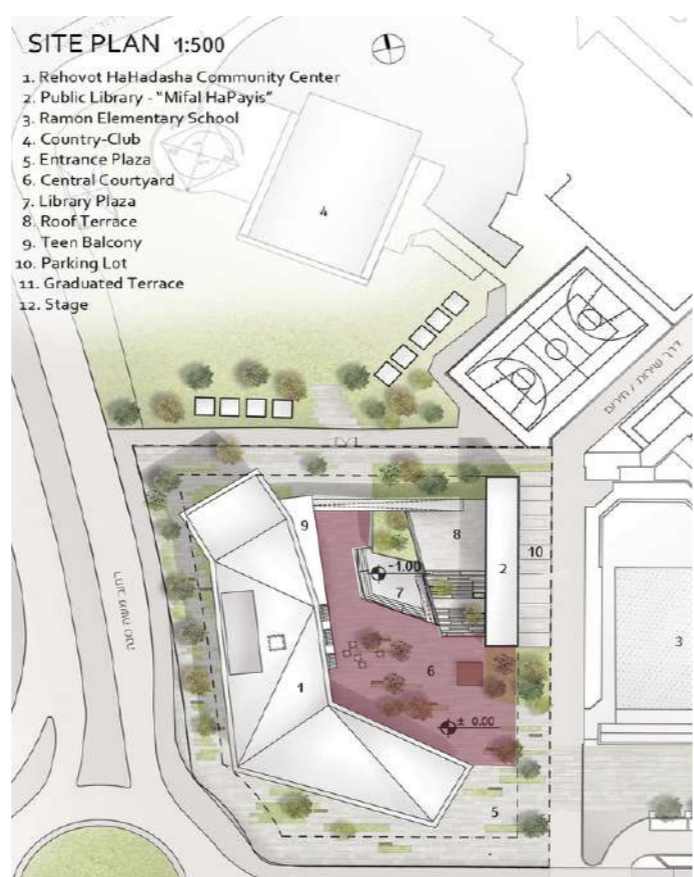 SITE PLAN 1:500
1. Rehovot HaHadasha Community Center
2. Public Library - "Mifal HaPayis"
3. Ramon Elementary School
4. Country-Club
5. Entrance Plaza
6. Central Courtyard
7. Library Plaza
8. Roof Terrace
9. Teen Balcony
10. Parking Lot
11. Graduated Terrace
12. Stage
4
9
8
10
2
-1.00
7
3
6
1
± 0.00
5